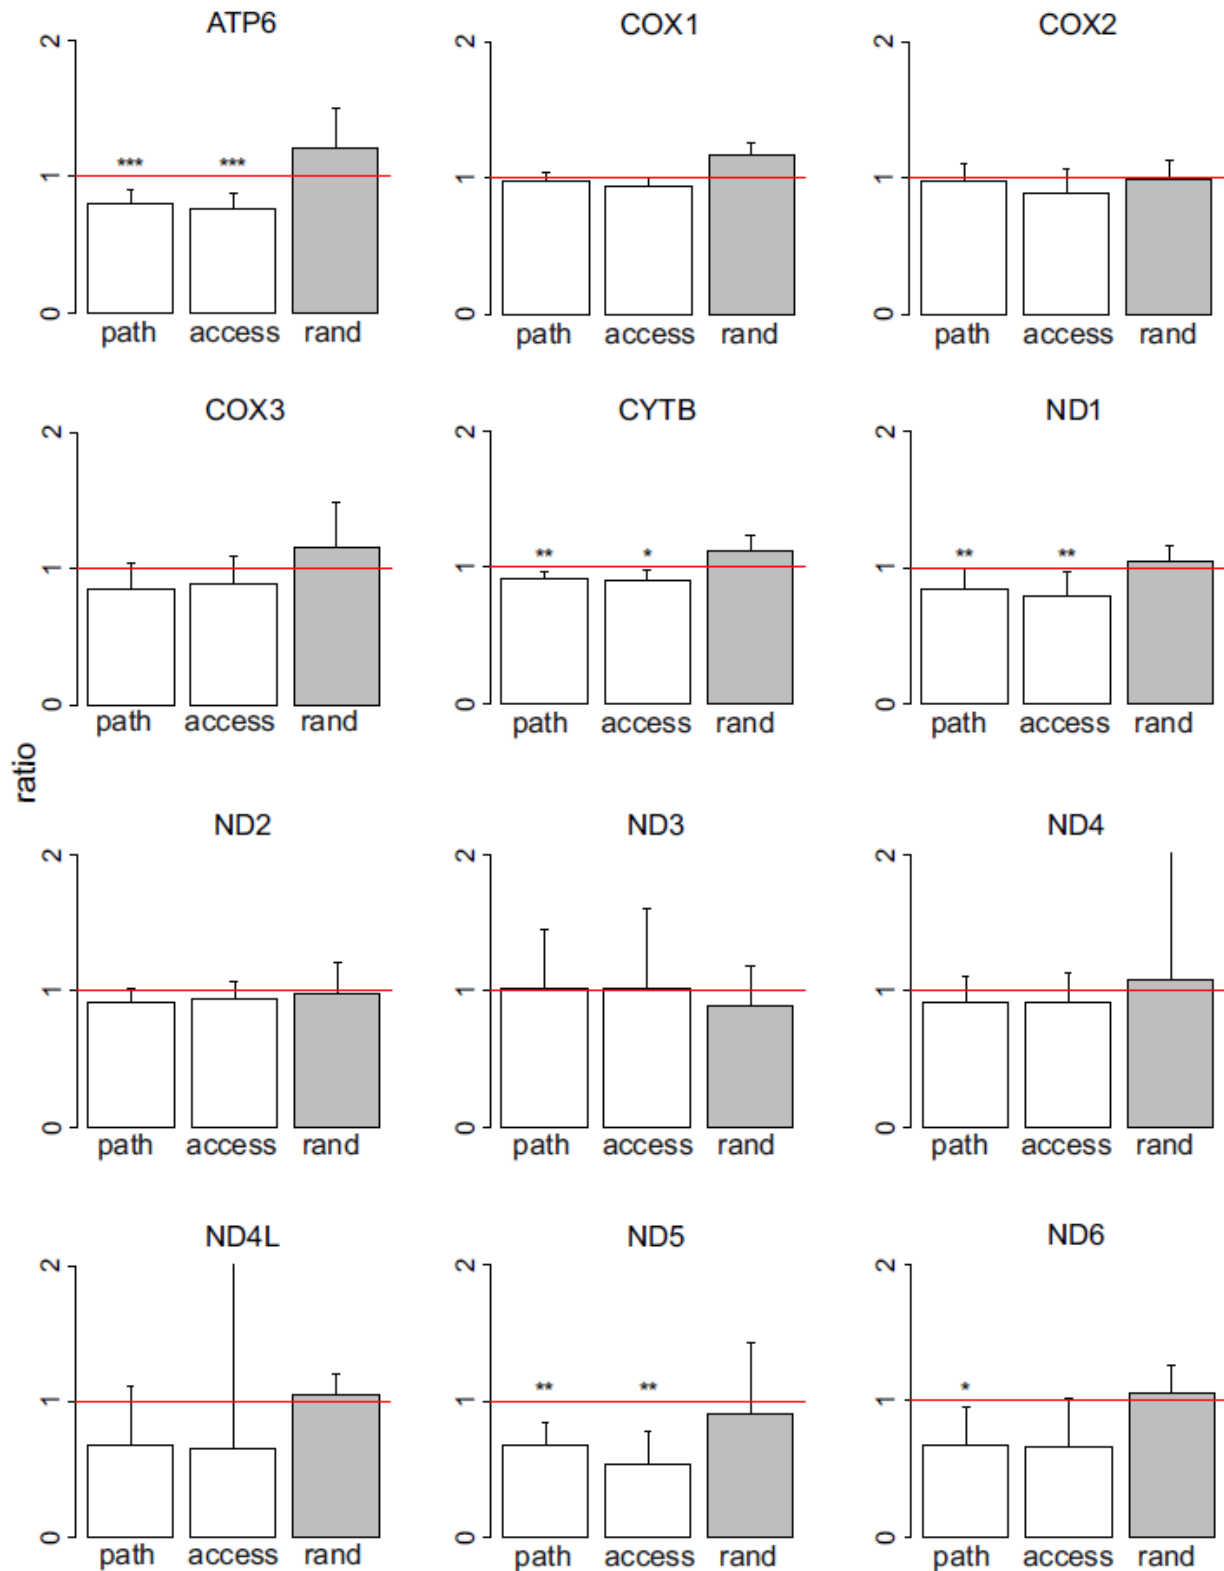 ATP6 COX1 COX2
2 2 2
*** ***
1 1 1
0 0 0
path access rand path access rand path access rand
COX3 CYTB ND1
2 2 2
** * ** **
1 1 1
0 0 0
path access rand path access rand path access rand
ratio
ND2 ND3 ND4
2 2 2
1 1 1
0 0 0
path access rand path access rand path access rand
ND4L ND5 ND6
2 2 2
** ** *
1 1 1
0 0 0
path access rand path access rand path access rand